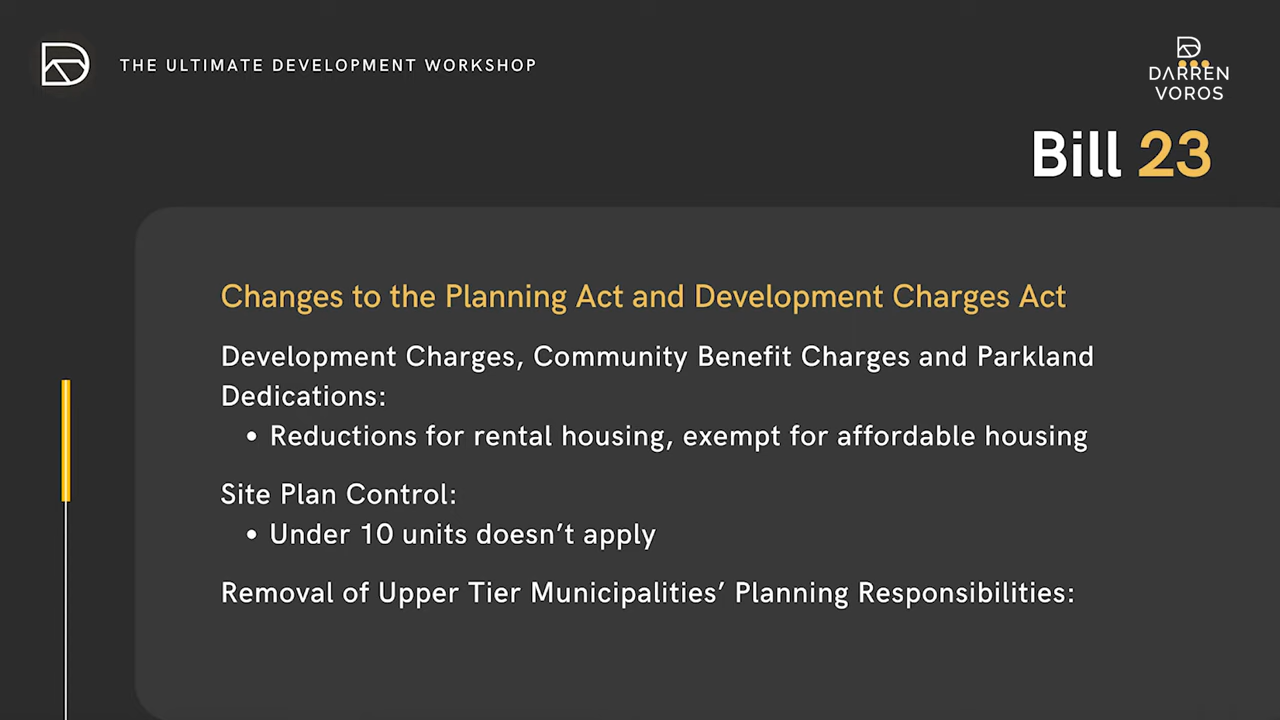 THE ULTIMATE DEVELOPMENT WORKSHOP
DARREN
VOROS
Bill 23
Changes to the Planning Act and Development Charges Act
Development Charges, Community Benefit Charges and Parkland
Dedications:
• Reductions for rental housing, exempt for affordable housing
Site Plan Control:
• Under 10 units doesn’t apply
Removal of Upper Tier Municipalities’ Planning Responsibilities: